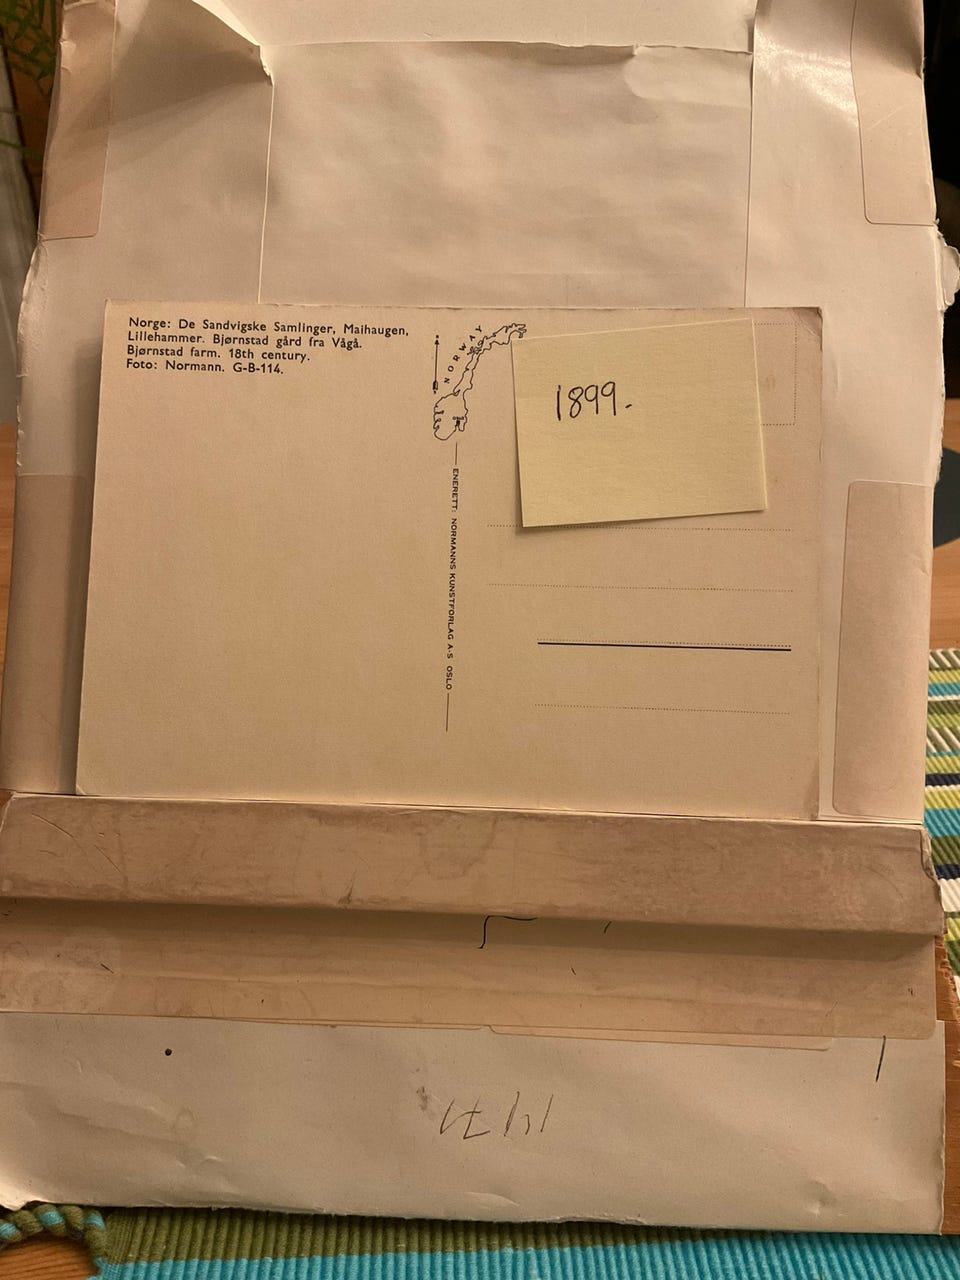 Norge: De Sandvigske Samlinger, Maihaugen,
Lillehammer. Bjørnstad gård fra Vågå.
Bjørnstad farm. 18th century.
Foto: Normann. G-B-114.
NORWAY
1899.
ENERETT: NORMANNS KUNSTFORLAG A-S OSLO